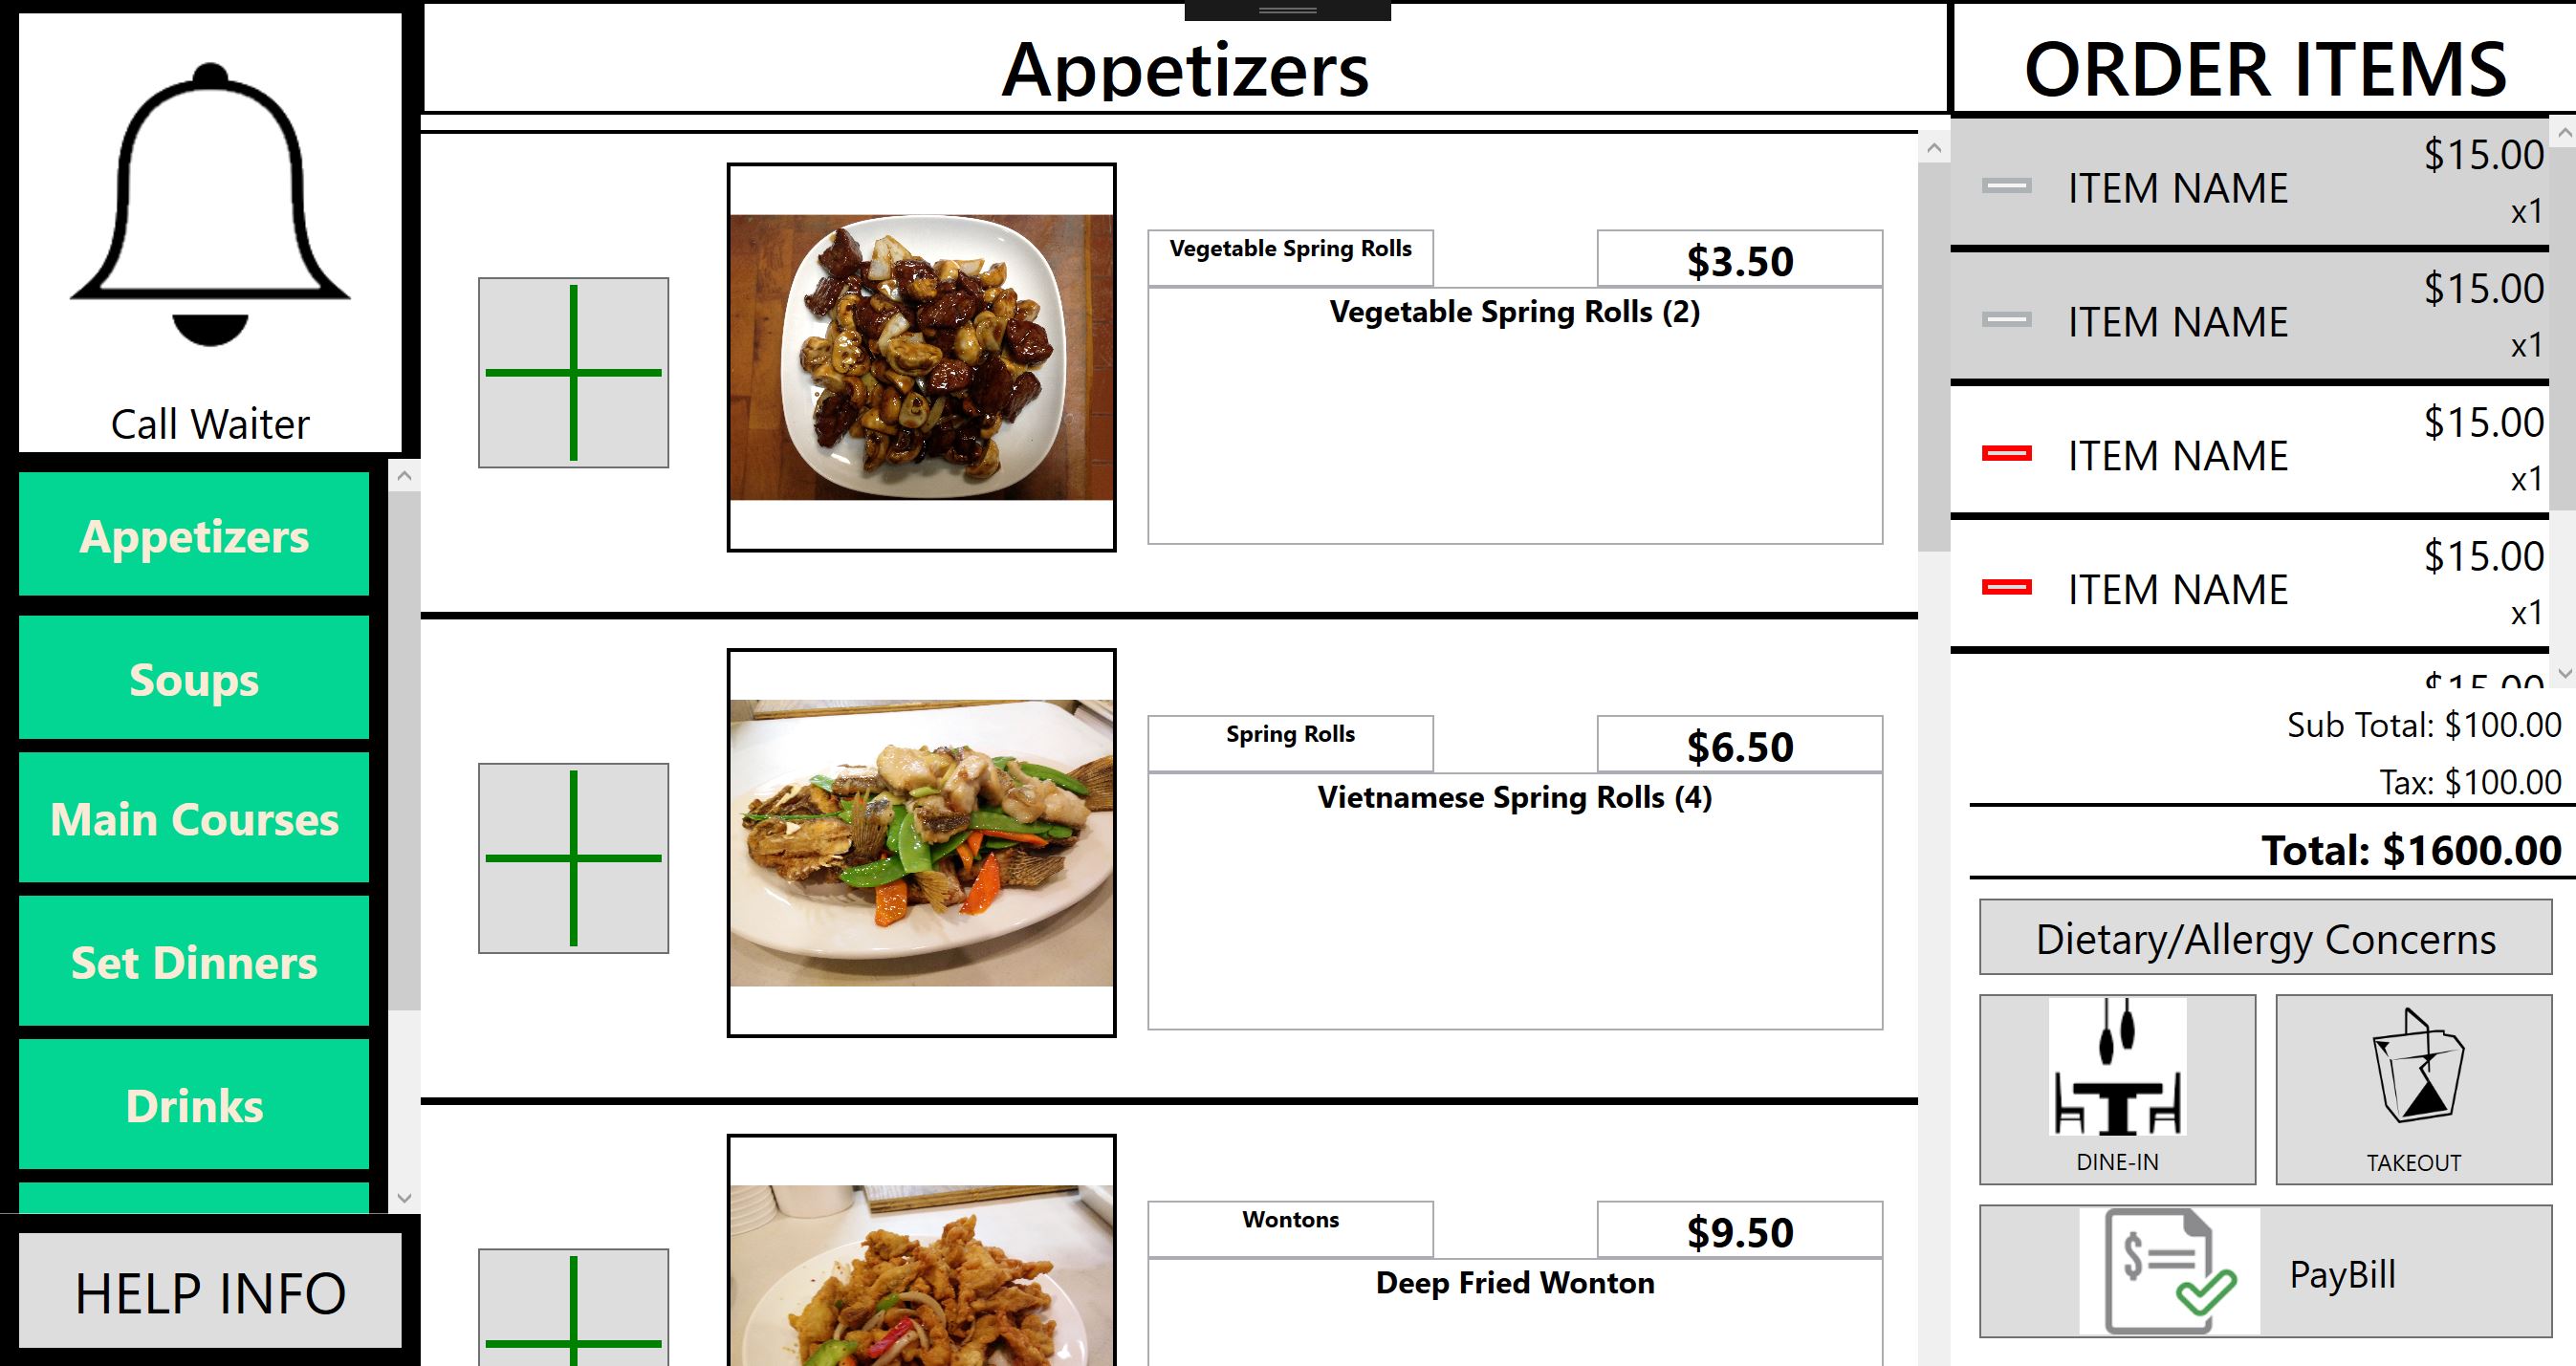 Call Waiter
Appetizers
Soups
Main Courses
Set Dinners
Drinks
HELP INFO
Appetizers
Vegetable Spring Rolls
$3.50
Vegetable Spring Rolls (2)
Spring Rolls
$6.50
Vietnamese Spring Rolls (4)
Wontons
$9.50
Deep Fried Wonton
ORDER ITEMS
$15.00
ITEM NAME
x1
$15.00
ITEM NAME
x1
$15.00
ITEM NAME
x1
$15.00
ITEM NAME
x1
$15.00
Sub Total: $100.00
Tax: $100.00
Total: $1600.00
Dietary/Allergy Concerns
DINE-IN
TAKEOUT
$
PayBill